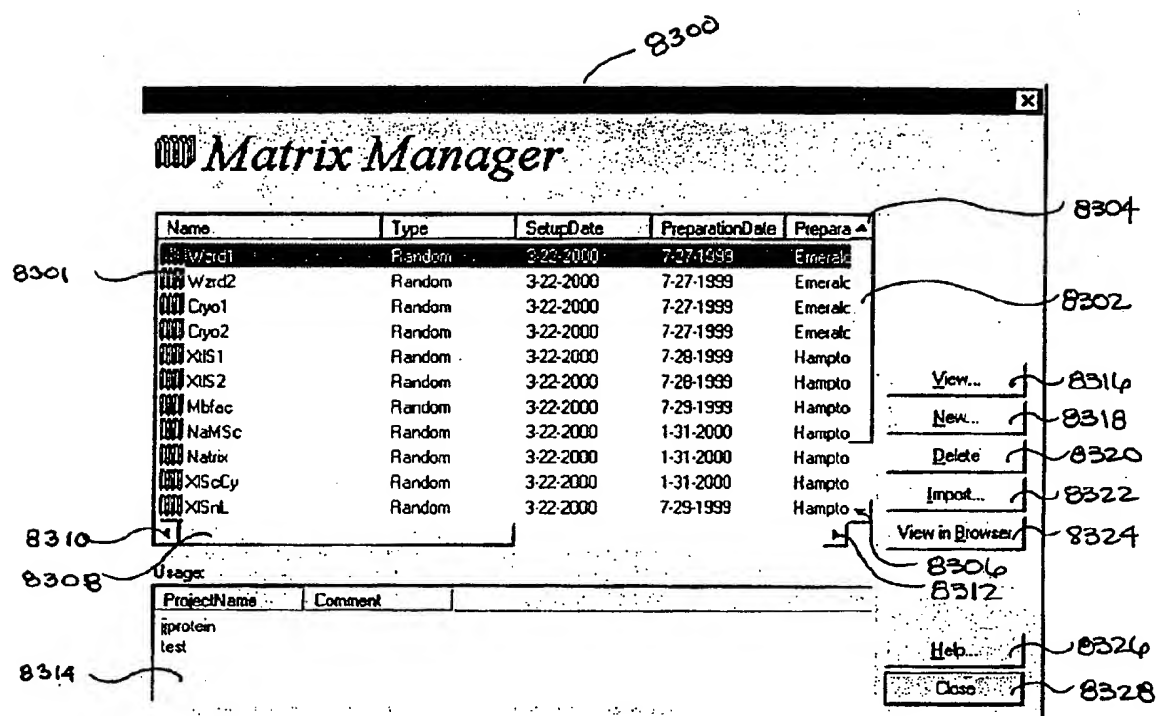 8300
Matrix Manager
Name Type SetupDate PreparationDate Prepara
8304
Wzrd1 Random 3-22-2000 7-27-1999 Emeralc
8301
Wzrd2 Random 3-22-2000 7-27-1999 Emeralc
8302
Cryo1 Random 3-22-2000 7-27-1999 Emeralc
Cryo2 Random 3-22-2000 7-27-1999 Emeralc
XtlS1 Random 3-22-2000 7-28-1999 Hampto
XtlS2 Random 3-22-2000 7-28-1999 Hampto
View... 8316
Mbfac Random 3-22-2000 7-29-1999 Hampto
New... 8318
NaMSc Random 3-22-2000 1-31-2000 Hampto
Natrix Random 3-22-2000 1-31-2000 Hampto
Delete 8320
XlScCy Random 3-22-2000 1-31-2000 Hampto
Import... 8322
XlSnL Random 3-22-2000 7-29-1999 Hampto
8310
View in Browser 8324
8306
8308
8312
Usage:
ProjectName Comment
jprotein
test
Help... 8326
8314
Close 8328